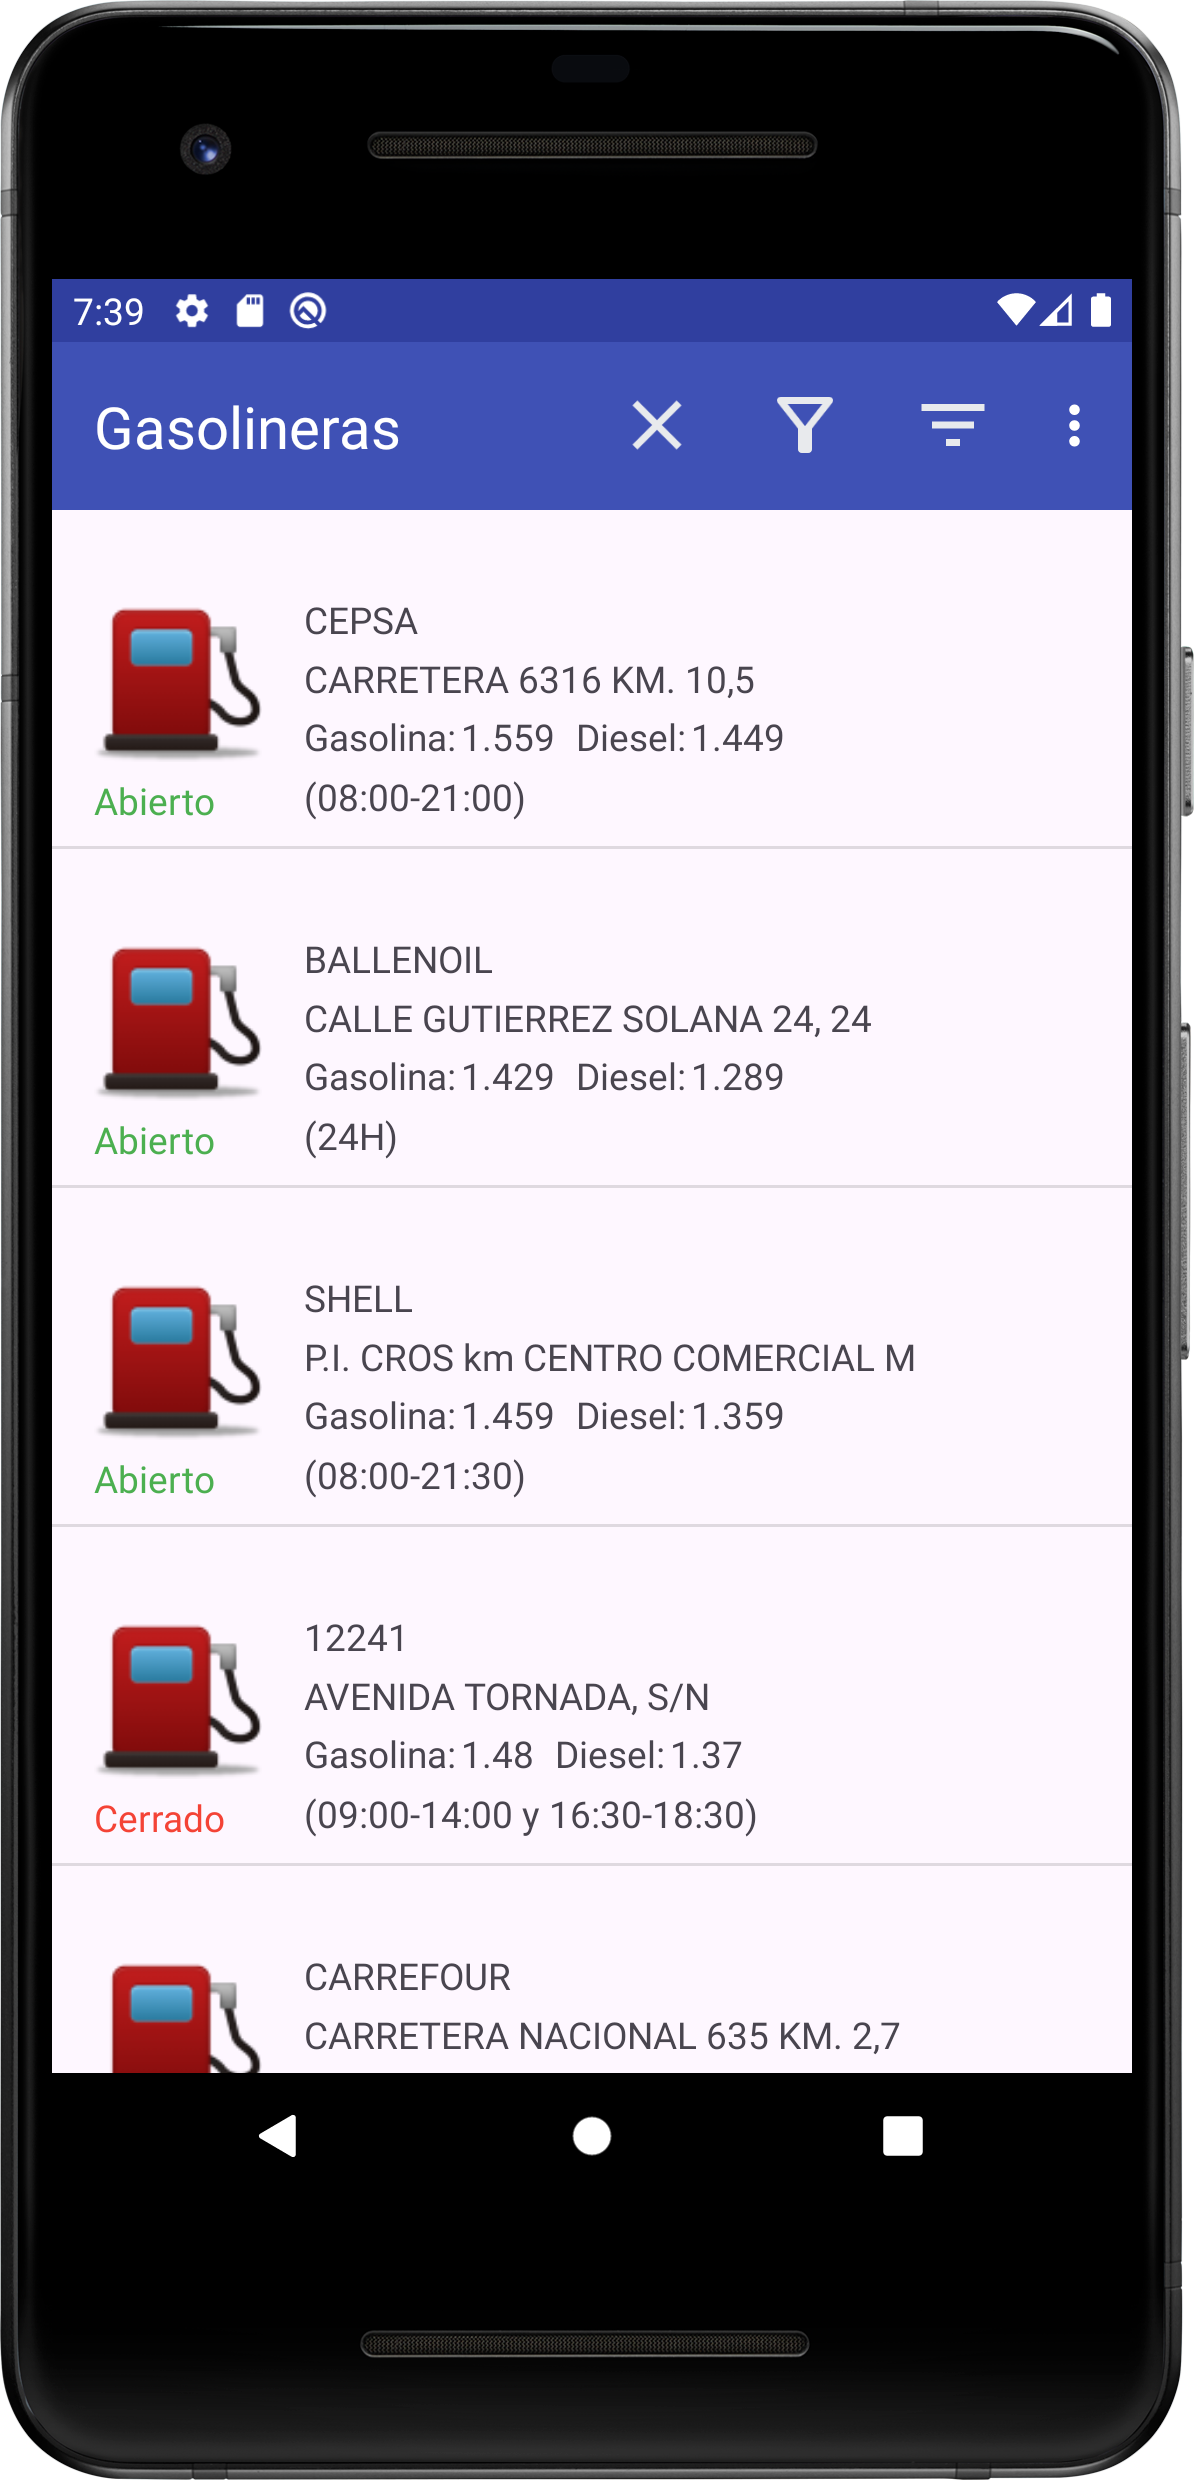 7:39
Gasolineras
CEPSA
CARRETERA 6316 KM. 10,5
Gasolina: 1.559 Diesel: 1.449
Abierto
(08:00-21:00)
BALLENOIL
CALLE GUTIERREZ SOLANA 24, 24
Gasolina: 1.429 Diesel: 1.289
Abierto
(24H)
SHELL
P.I. CROS km CENTRO COMERCIAL M
Gasolina: 1.459 Diesel: 1.359
Abierto
(08:00-21:30)
12241
AVENIDA TORNADA, S/N
Gasolina: 1.48 Diesel: 1.37
Cerrado
(09:00-14:00 y 16:30-18:30)
CARREFOUR
CARRETERA NACIONAL 635 KM. 2,7